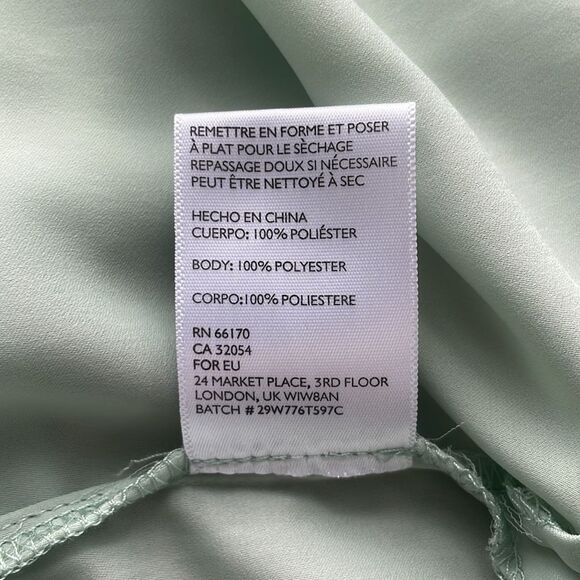 REMETTRE EN FORME ET POSER
À PLAT POUR LE SÈCHAGE
REPASSAGE DOUX SI NÉCESSAIRE
PEUT ÊTRE NETTOYÉ À SEC
HECHO EN CHINA
CUERPO: 100% POLIÉSTER
BODY: 100% POLYESTER
CORPO:100% POLIESTERE
RN 66170
CA 32054
FOR EU
24 MARKET PLACE, 3RD FLOOR
LONDON, UK WIW8AN
BATCH # 29W776T597C